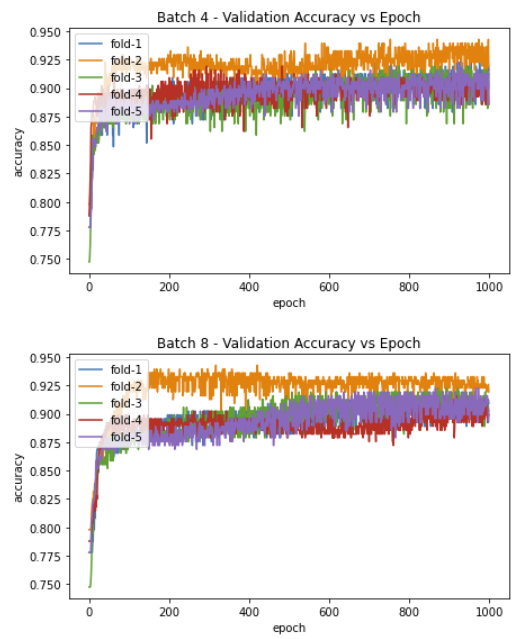 Batch 4 - Validation Accuracy vs Epoch
0.950
0.925
0.900
0.875
0.850
0.825
0.800
0.775
0.750
accuracy
fold-1
fold-2
fold-3
fold-4
fold-5
0 200 400 600 800 1000
epoch
Batch 8 - Validation Accuracy vs Epoch
0.950
0.925
0.900
0.875
0.850
0.825
0.800
0.775
0.750
accuracy
fold-1
fold-2
fold-3
fold-4
fold-5
0 200 400 600 800 1000
epoch